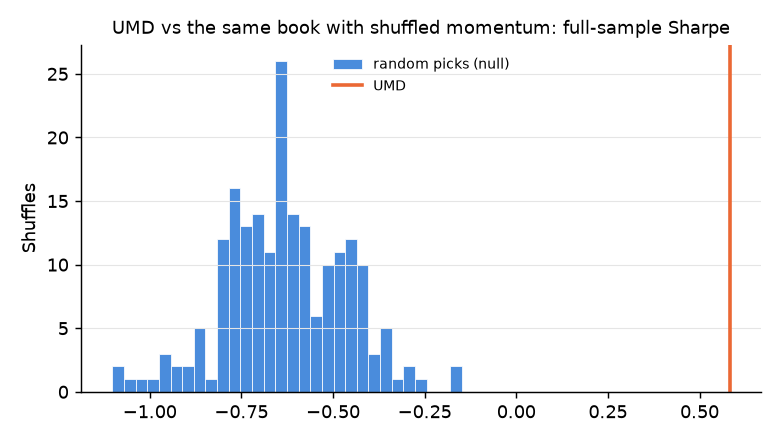 UMD vs the same book with shuffled momentum: full-sample Sharpe
random picks (null)
UMD
Shuffles
25
20
15
10
5
0
−1.00 −0.75 −0.50 −0.25 0.00 0.25 0.50